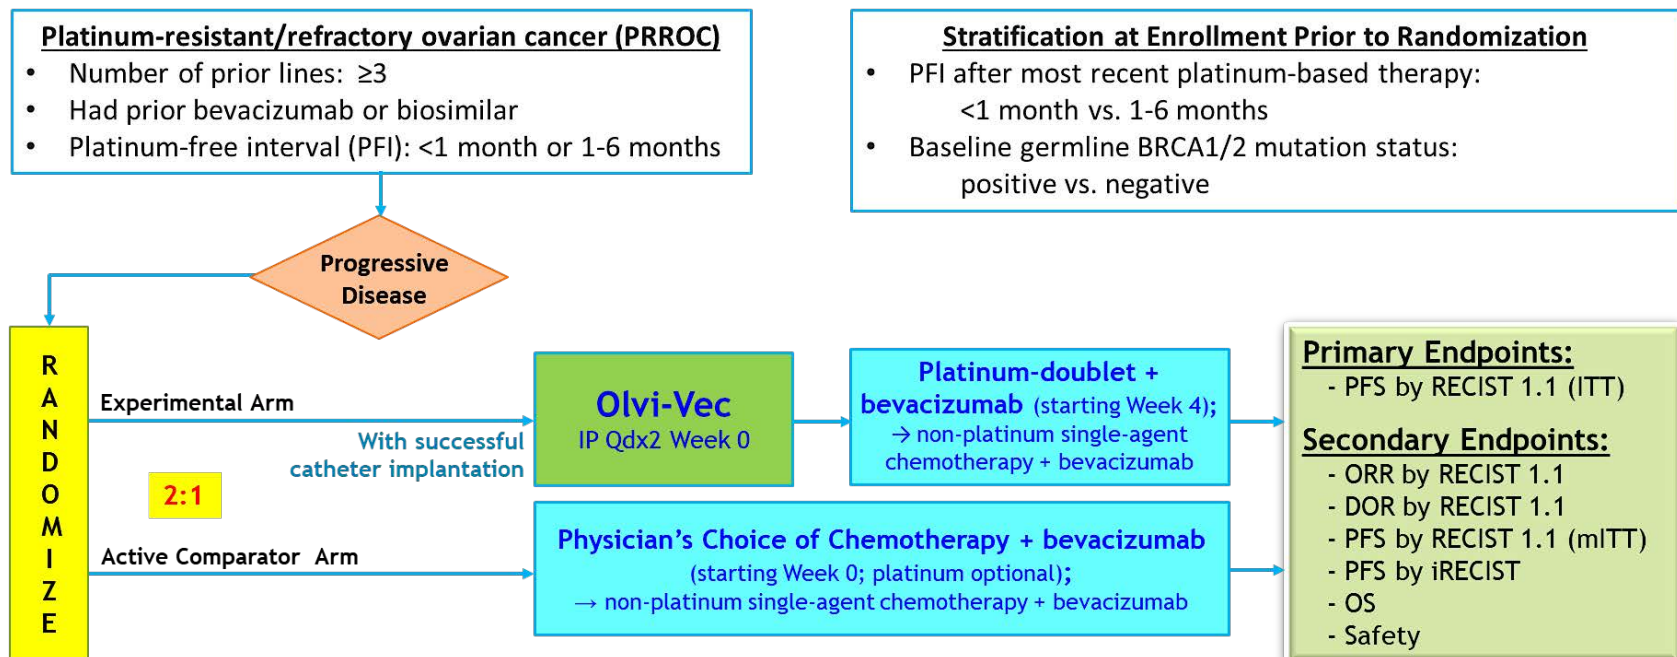 Platinum-resistant/refractory ovarian cancer (PRROC)
• Number of prior lines: ≥3
• Had prior bevacizumab or biosimilar
• Platinum-free interval (PFI): <1 month or 1-6 months
Stratification at Enrollment Prior to Randomization
• PFI after most recent platinum-based therapy:
<1 month vs. 1-6 months
• Baseline germline BRCA1/2 mutation status:
positive vs. negative
Progressive
Disease
R
A
N
D
O
M
I
Z
E
Experimental Arm
With successful
catheter implantation
2:1
Active Comparator Arm
Olvi-Vec
IP Qdx2 Week 0
Platinum-doublet +
bevacizumab (starting Week 4);
→ non-platinum single-agent
chemotherapy + bevacizumab
Physician's Choice of Chemotherapy + bevacizumab
(starting Week 0; platinum optional);
→ non-platinum single-agent chemotherapy + bevacizumab
Primary Endpoints:
- PFS by RECIST 1.1 (ITT)
Secondary Endpoints:
- ORR by RECIST 1.1
- DOR by RECIST 1.1
- PFS by RECIST 1.1 (mITT)
- PFS by iRECIST
- OS
- Safety